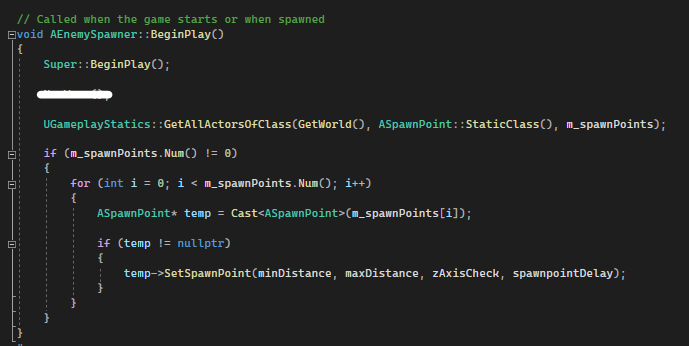 // Called when the game starts or when spawned
void AEnemySpawner::BeginPlay()
{
Super::BeginPlay();
UGameplayStatics::GetAllActorsOfClass(GetWorld(), ASpawnPoint::StaticClass(), m_spawnPoints);
if (m_spawnPoints.Num() != 0)
{
for (int i = 0; i < m_spawnPoints.Num(); i++)
{
ASpawnPoint* temp = Cast<ASpawnPoint>(m_spawnPoints[i]);
if (temp != nullptr)
{
temp->SetSpawnPoint(minDistance, maxDistance, zAxisCheck, spawnpointDelay);
}
}
}
}